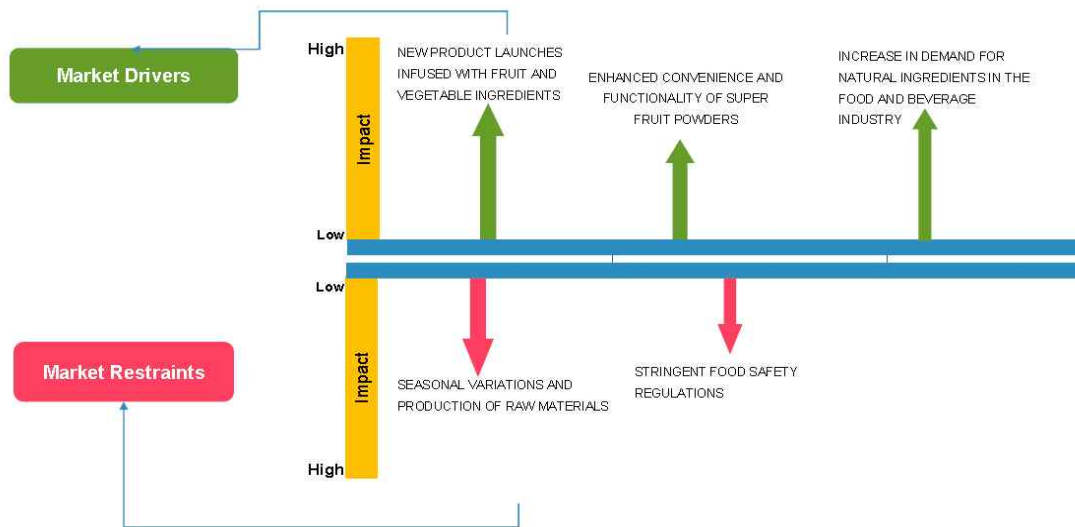 Market Drivers
High
Impact
Low
NEW PRODUCT LAUNCHES
INFUSED WITH FRUIT AND
VEGETABLE INGREDIENTS
ENHANCED CONVENIENCE AND
FUNCTIONALITY OF SUPER
FRUIT POWDERS
INCREASE IN DEMAND FOR
NATURAL INGREDIENTS IN THE
FOOD AND BEVERAGE
INDUSTRY
Market Restraints
Low
Impact
High
SEASONAL VARIATIONS AND
PRODUCTION OF RAW MATERIALS
STRINGENT FOOD SAFETY
REGULATIONS